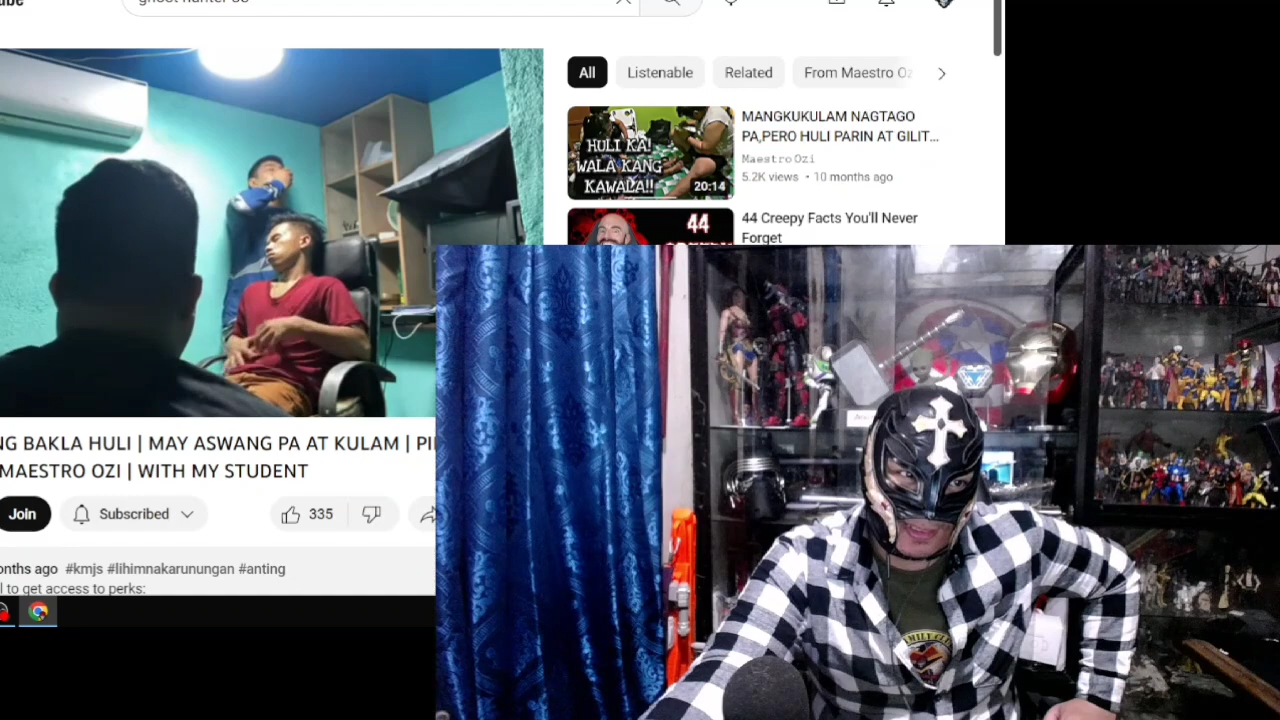 All
Listenable
Related
From Maestro
MANGKUKULAM NAGTAGO
PA,PERO HULI PARIN AT GILIT...
Maestro Ozi
5.2K views • 10 months ago
HULI KA!
WALA KANG
KAWALA!!
20:14
44 Creepy Facts You'll Never
Forget
44
NG BAKLA HULI | MAY ASWANG PA AT KULAM |
MAESTRO OZI | WITH MY STUDENT
Join
Subscribed
335
months ago #kmjs #lihimnakarunungan #anting
to get access to perks: